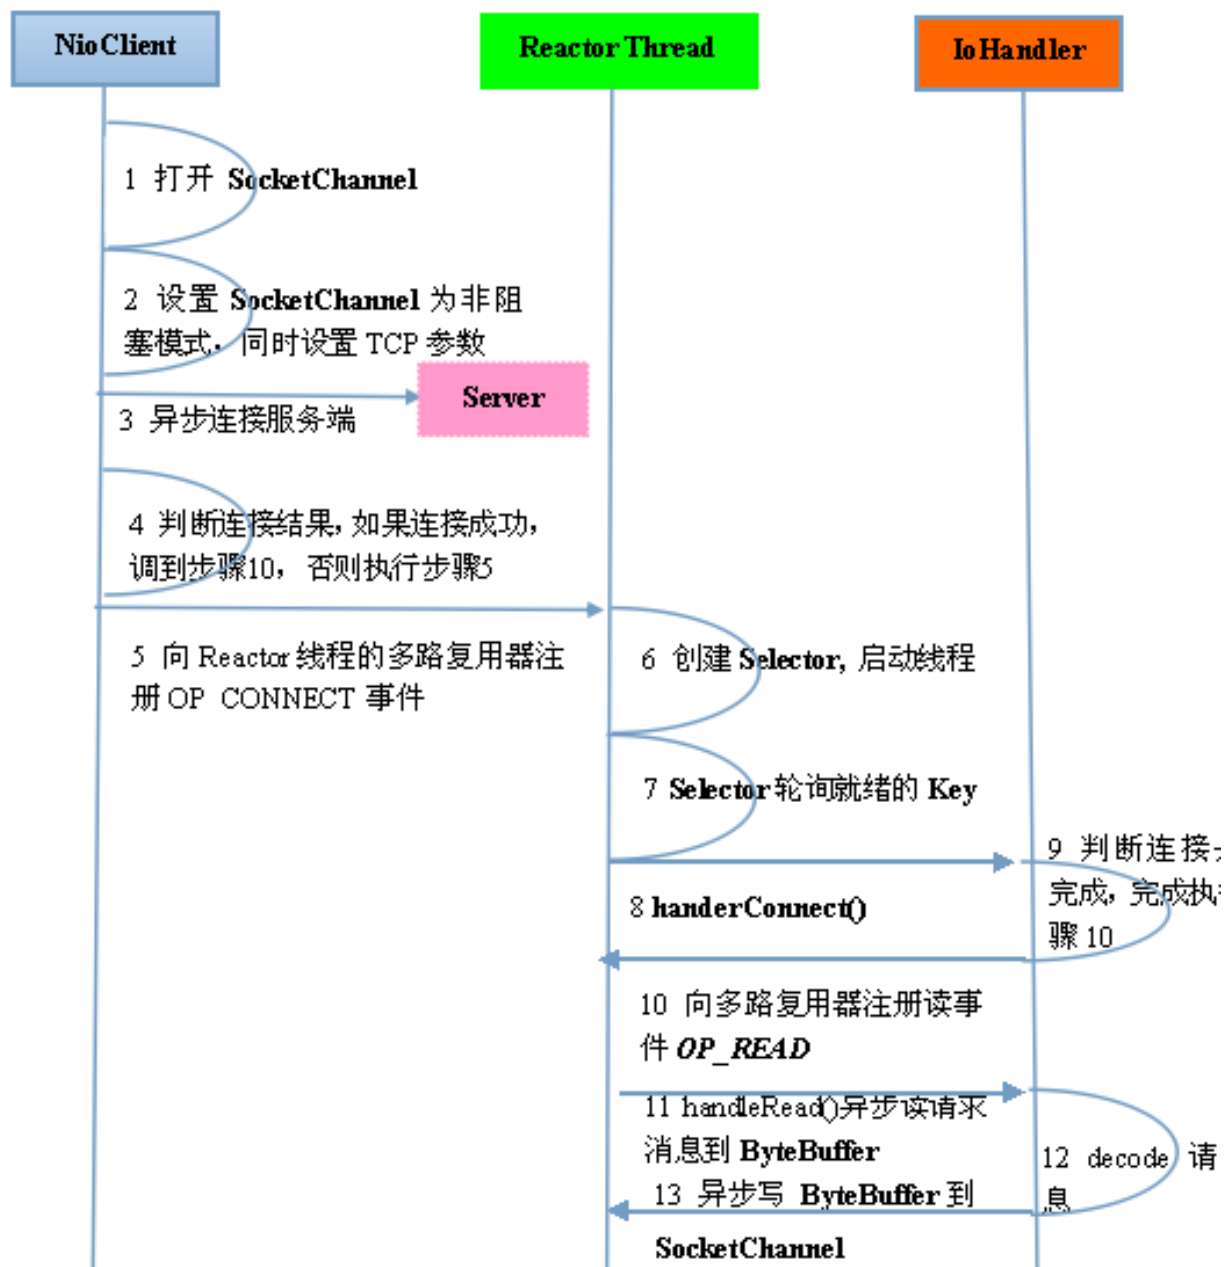 NioClient
Reactor Thread
IoHandler
1 打开 SocketChannel
2 设置 SocketChannel 为非阻
塞模式，同时设置 TCP 参数
Server
3 异步连接服务端
4 判断连接结果，如果连接成功，
调到步骤10，否则执行步骤5
5 向 Reactor 线程的多路复用器注
册 OP_CONNECT 事件
6 创建 Selector, 启动线程
7 Selector 轮询就绪的 Key
8 handerConnect()
9 判断连接
完成，完成执
骤 10
10 向多路复用器注册读事
件 OP_READ
11 handleRead()异步读请求
消息到 ByteBuffer
12 decode 请
息
13 异步写 ByteBuffer 到
SocketChannel